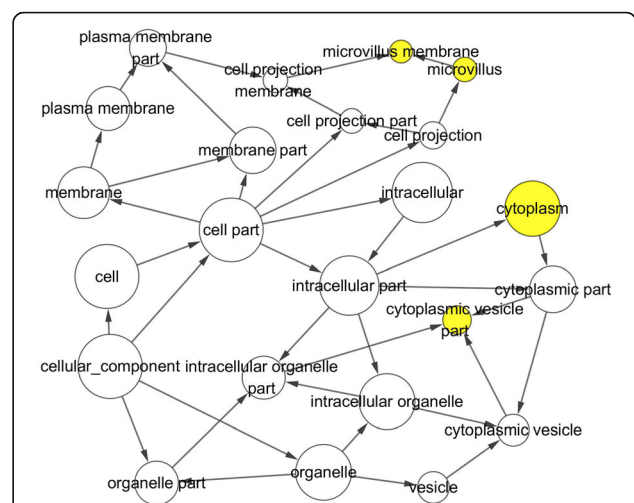 plasma membrane
part
microvillus membrane
microvillus
cell projection
membrane
plasma membrane
cell projection part
cell projection
membrane part
membrane
intracellular
cytoplasm
cell part
cell
intracellular part
cytoplasmic part
cytoplasmic vesicle
part
cellular_component
intracellular organelle
part
intracellular organelle
cytoplasmic vesicle
organelle
organelle part
vesicle